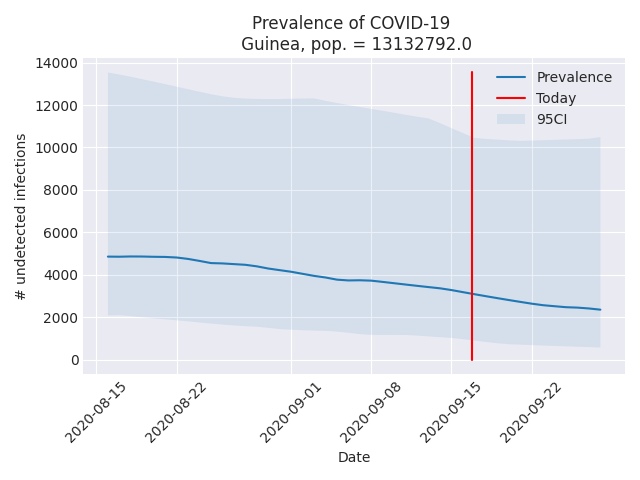 Prevalence of COVID-19
Guinea, pop. = 13132792.0
14000
12000
10000
8000
6000
4000
2000
0
# undetected infections
Prevalence
Today
95CI
2020-08-15
2020-08-22
2020-09-01
2020-09-08
2020-09-15
2020-09-22
Date